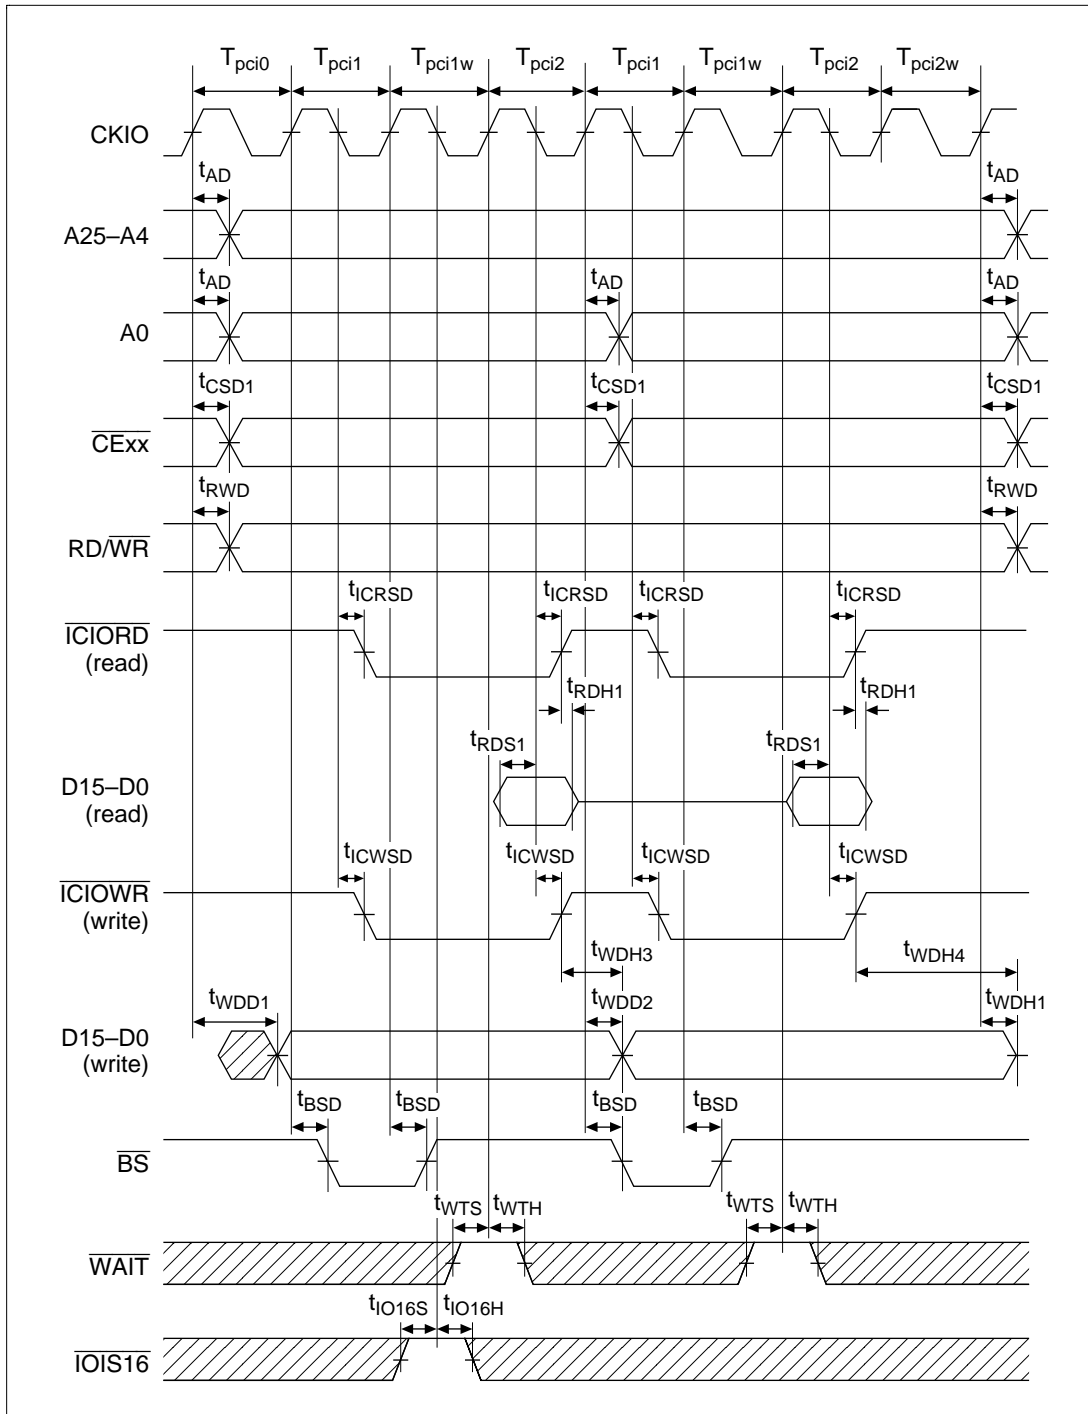 Tpci0 Tpci1 Tpci1w Tpci2 Tpci1 Tpci1w Tpci2 Tpci2w
CKIO
tAD tAD
A25–A4
tAD tAD tAD
A0
tCSD1 tCSD1 tCSD1
CExx
tRWD tRWD
RD/WR
tICRSD tICRSD tICRSD tICRSD
ICIORD
(read)
tRDH1 tRDH1
tRDS1 tRDS1
D15–D0
(read)
tICWSD tICWSD tICWSD tICWSD
ICIOWR
(write)
tWDH3 tWDH4
tWDD1 tWDD2 tWDH1
D15–D0
(write)
tBSD tBSD tBSD tBSD
BS
tWTS tWTH tWTS tWTH
WAIT
tIO16S tIO16H
IOIS16